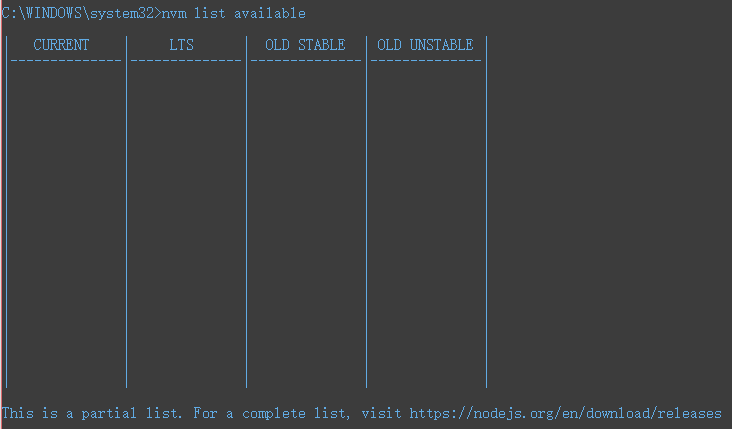 C:\WINDOWS\system32>nvm list available
|   CURRENT    |     LTS      |  OLD STABLE  | OLD UNSTABLE |
|--------------|--------------|--------------|--------------|
This is a partial list. For a complete list, visit https://nodejs.org/en/download/releases